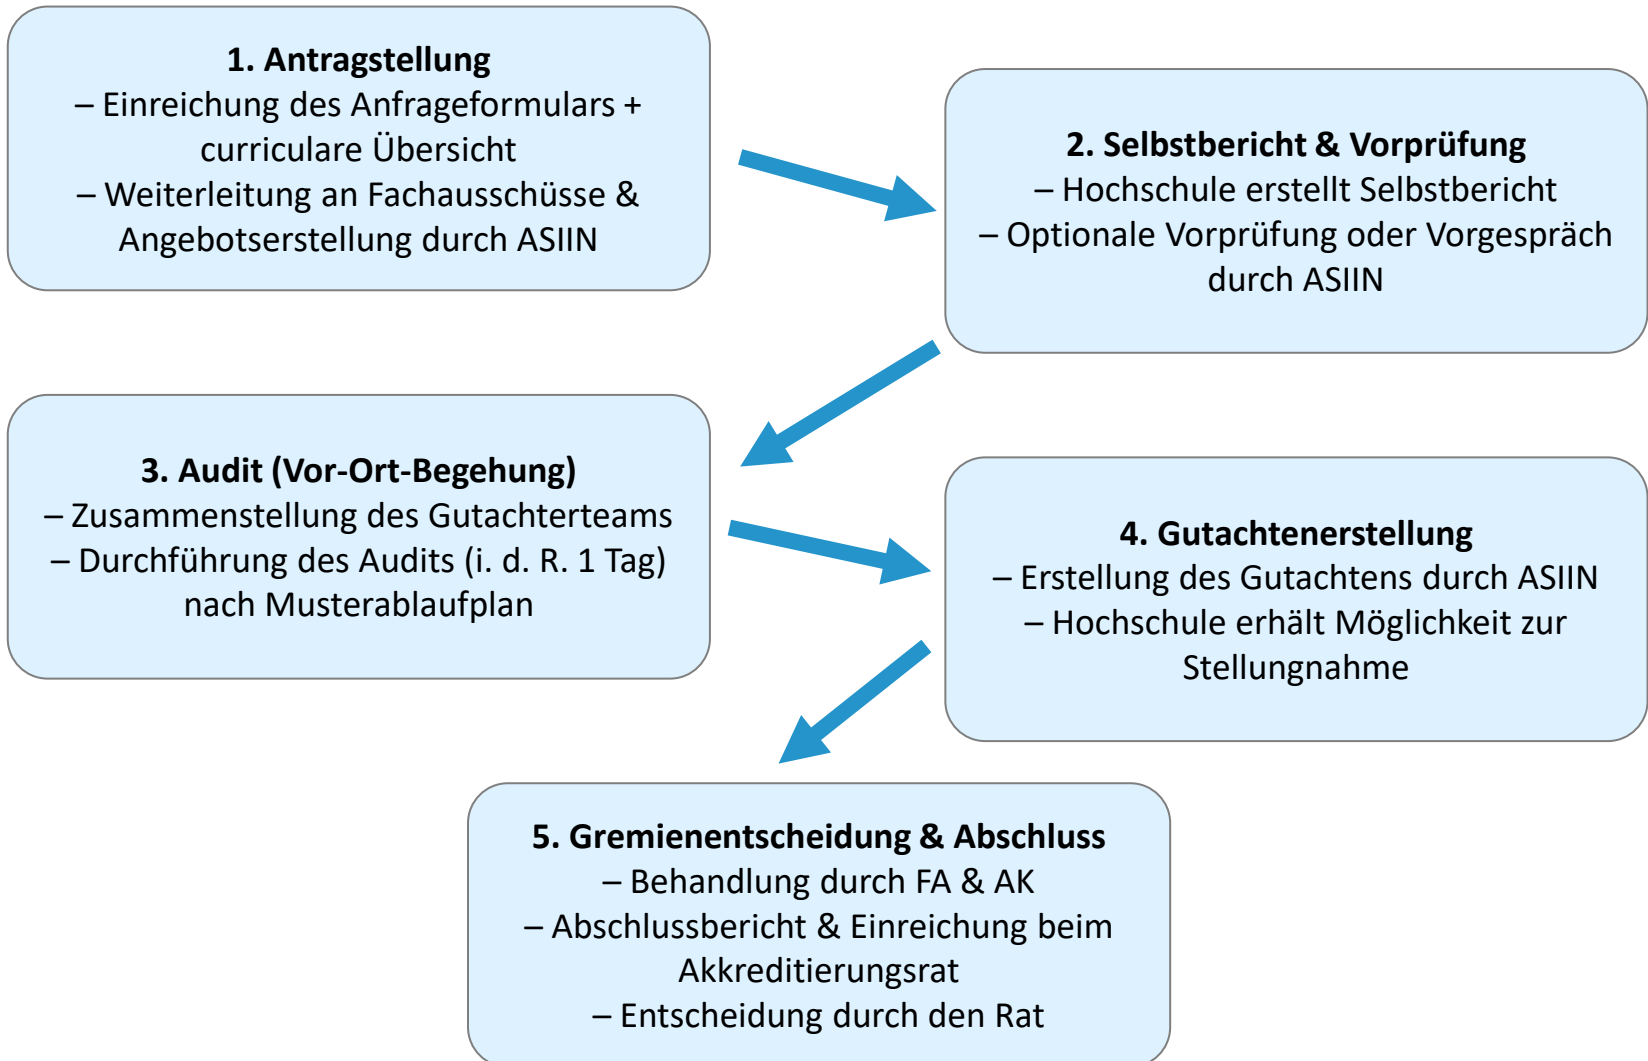 1. Antragstellung
– Einreichung des Anfrageformulars +
curriculare Übersicht
– Weiterleitung an Fachausschüsse &
Angebotserstellung durch ASIIN
2. Selbstbericht & Vorprüfung
– Hochschule erstellt Selbstbericht
– Optionale Vorprüfung oder Vorgespräch
durch ASIIN
3. Audit (Vor-Ort-Begehung)
– Zusammenstellung des Gutachterteams
– Durchführung des Audits (i. d. R. 1 Tag)
nach Musterablaufplan
4. Gutachtenerstellung
– Erstellung des Gutachtens durch ASIIN
– Hochschule erhält Möglichkeit zur
Stellungnahme
5. Gremienentscheidung & Abschluss
– Behandlung durch FA & AK
– Abschlussbericht & Einreichung beim
Akkreditierungsrat
– Entscheidung durch den Rat